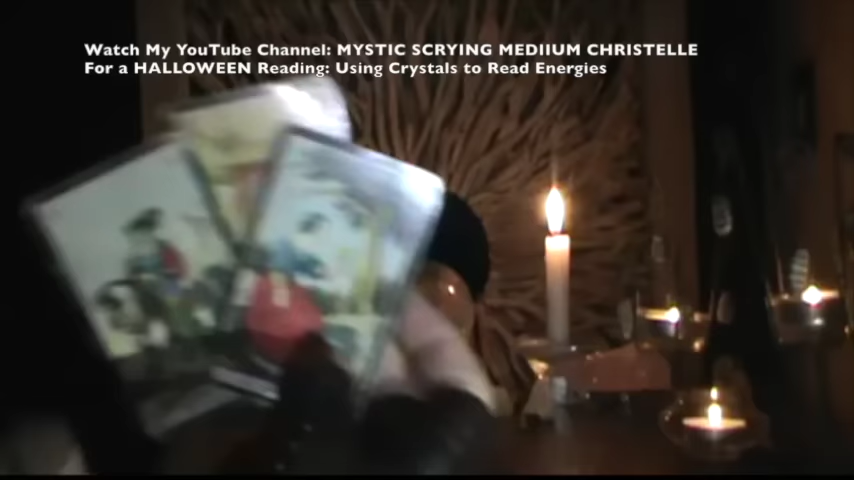 Watch My YouTube Channel: MYSTIC SCRYING MEDIIUM CHRISTELLE
For a HALLOWEEN Reading: Using Crystals to Read Energies